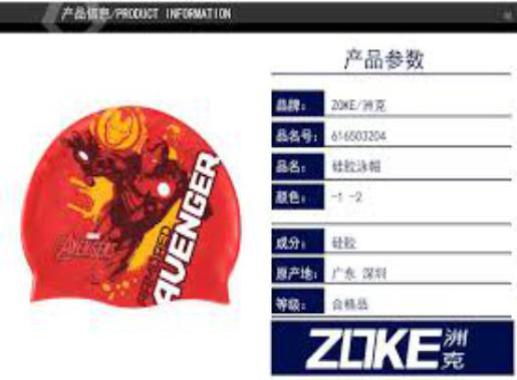 产品信息/PRODUCT INFORMATION
产品参数
品牌: ZOKE/洲克
品名号: 616503204
品名: 硅胶泳帽
颜色: -1 -2
成分: 硅胶
原产地: 广东 深圳
等级: 合格品
ZOKE洲克
AVENGERS
AVENGER